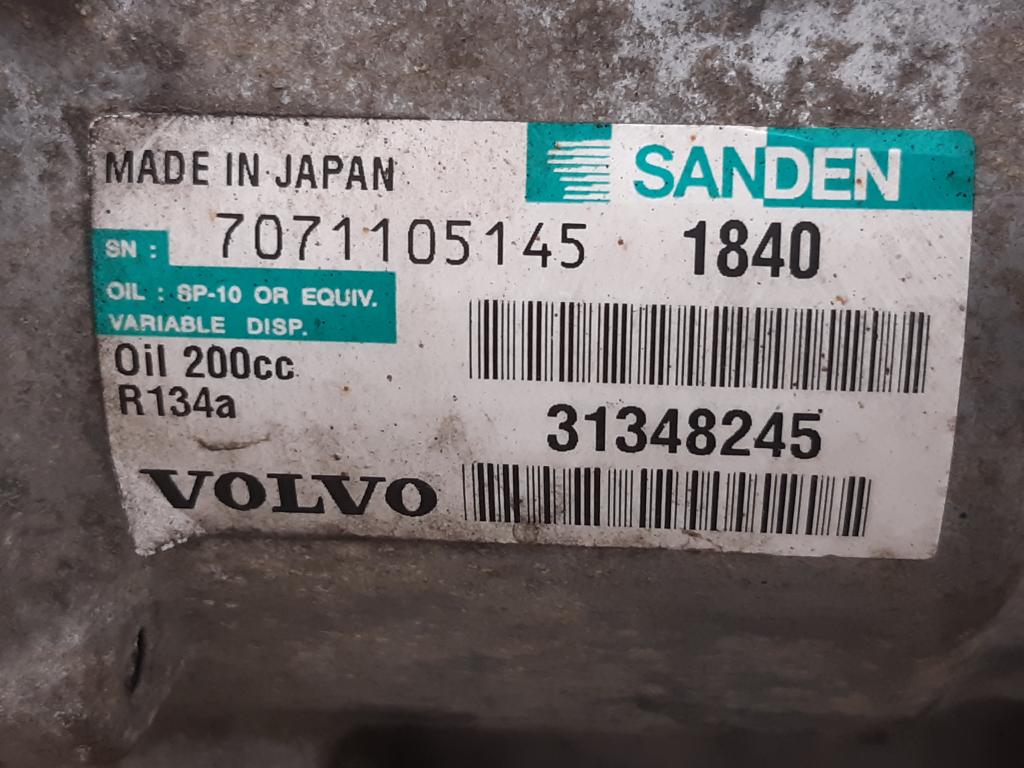 MADE IN JAPAN
SANDEN
SN : 7071105145
1840
OIL : SP-10 OR EQUIV.
VARIABLE DISP.
Oil 200cc
R134a
31348245
VOLVO